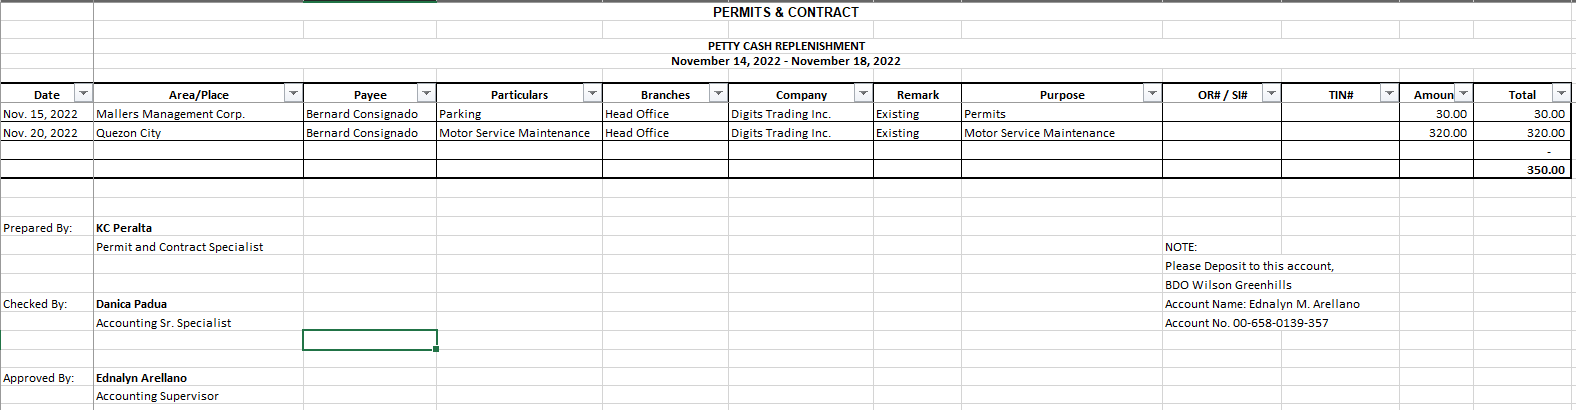 PERMITS & CONTRACT
PETTY CASH REPLENISHMENT
November 14, 2022 - November 18, 2022
Date Area/Place Payee Particulars Branches Company Remark Purpose OR# / SI# TIN# Amoun Total
Nov. 15, 2022 Mallers Management Corp. Bernard Consignado Parking Head Office Digits Trading Inc. Existing Permits 30.00 30.00
Nov. 20, 2022 Quezon City Bernard Consignado Motor Service Maintenance Head Office Digits Trading Inc. Existing Motor Service Maintenance 320.00 320.00
-
350.00
Prepared By: KC Peralta
Permit and Contract Specialist NOTE:
Please Deposit to this account,
BDO Wilson Greenhills
Checked By: Danica Padua Account Name: Ednalyn M. Arellano
Accounting Sr. Specialist Account No. 00-658-0139-357
Approved By: Ednalyn Arellano
Accounting Supervisor